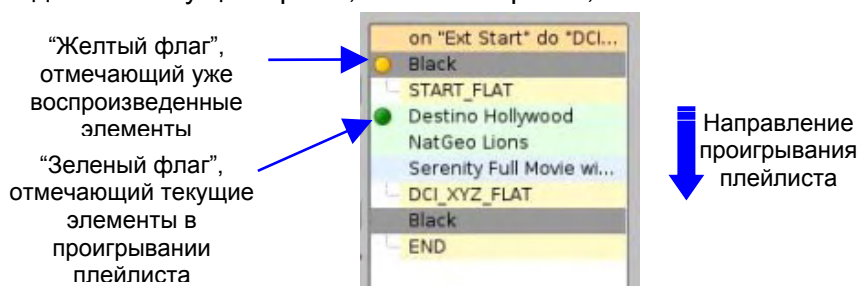 “Желтый флаг”,
отмечающий уже
воспроизведенные
элементы
“Зеленый флаг”,
отмечающий текущие
элементы в
проигрывании
плейлиста
on "Ext Start" do "DCI...
Black
START_FLAT
Destino Hollywood
NatGeo Lions
Serenity Full Movie wi...
DCI_XYZ_FLAT
Black
END
Направление
проигрывания
плейлиста